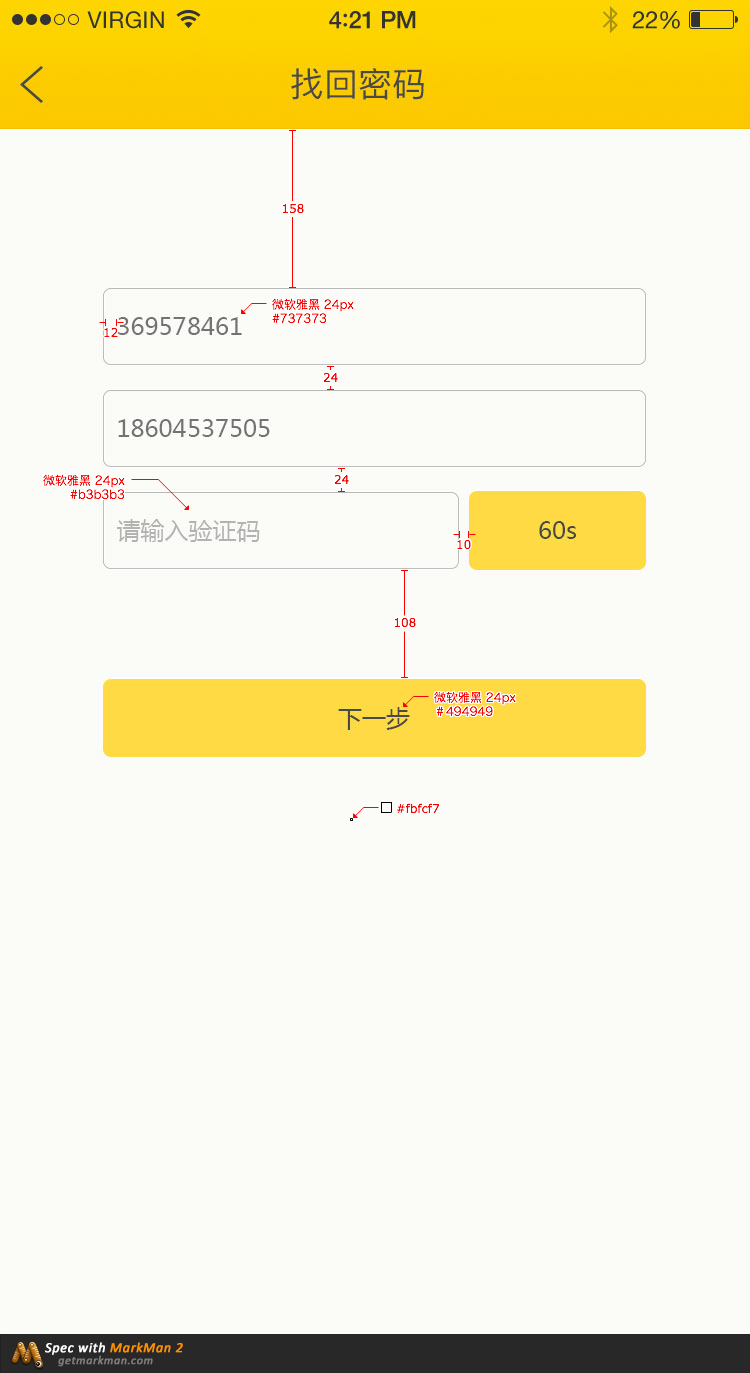 VIRGIN 4:21 PM 22%
找回密码
158
微软雅黑 24px
#737373
369578461
12
24
18604537505
微软雅黑 24px
#b3b3b3
24
请输入验证码
10
60s
108
微软雅黑 24px
#494949
下一步
#fbfcf7
Spec with MarkMan 2
getmarkman.com